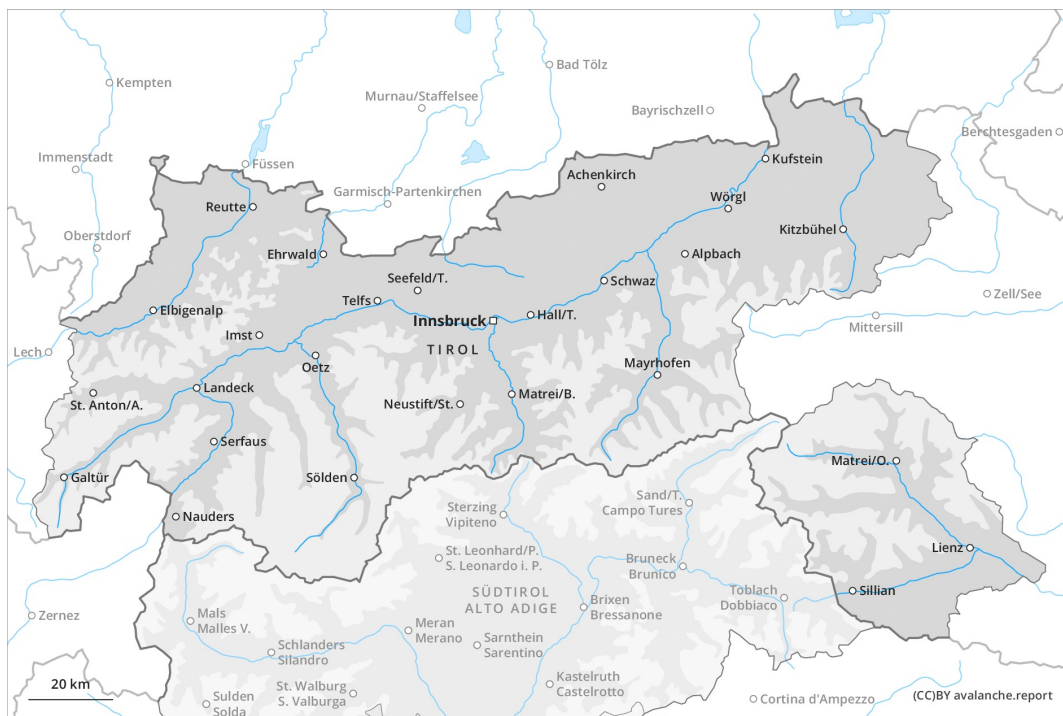 Kempten
Bad Tölz
Murnau/Staffelsee
Bayrischzell
Berchtesgaden
Immenstadt
Füssen
Kufstein
Achenkirch
Garmisch-Partenkirchen
Reutte
Wörgl
Oberstdorf
Kitzbühel
Ehrwald
Alpbach
Seefeld/T.
Schwaz
Zell/See
Telfs
Elbigenalp
Innsbruck
Hall/T.
Mittersill
Imst
TIROL
Lech
Oetz
Mayrhofen
Landeck
St. Anton/A.
Neustift/St.
Matrei/B.
Serfaus
Matrei/O.
Galtür
Sölden
Sand/T.
Campo Tures
Sterzing
Vipiteno
Nauders
Lienz
St. Leonhard/P.
S. Leonardo i. P.
Bruneck
Brunico
SÜDTIROL
ALTO ADIGE
Toblach
Dobbiaco
Sillian
Brixen
Bressanone
Zernez
Mals
Malles V.
Meran
Merano
Sarnthein
Sarentino
Schlanders
Silandro
Kastelruth
Castelrotto
20 km
St. Walburg
S. Valburga
Sulden
Solda
Cortina d'Ampezzo
(CC)BY avalanche.report